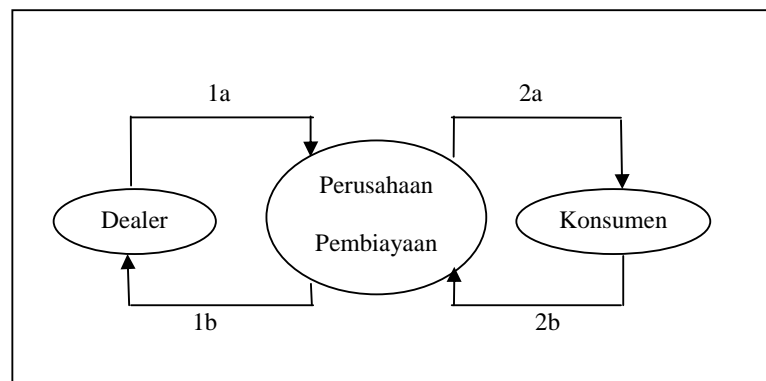 1a
2a
Perusahaan
Pembiayaan
Dealer
Konsumen
1b
2b